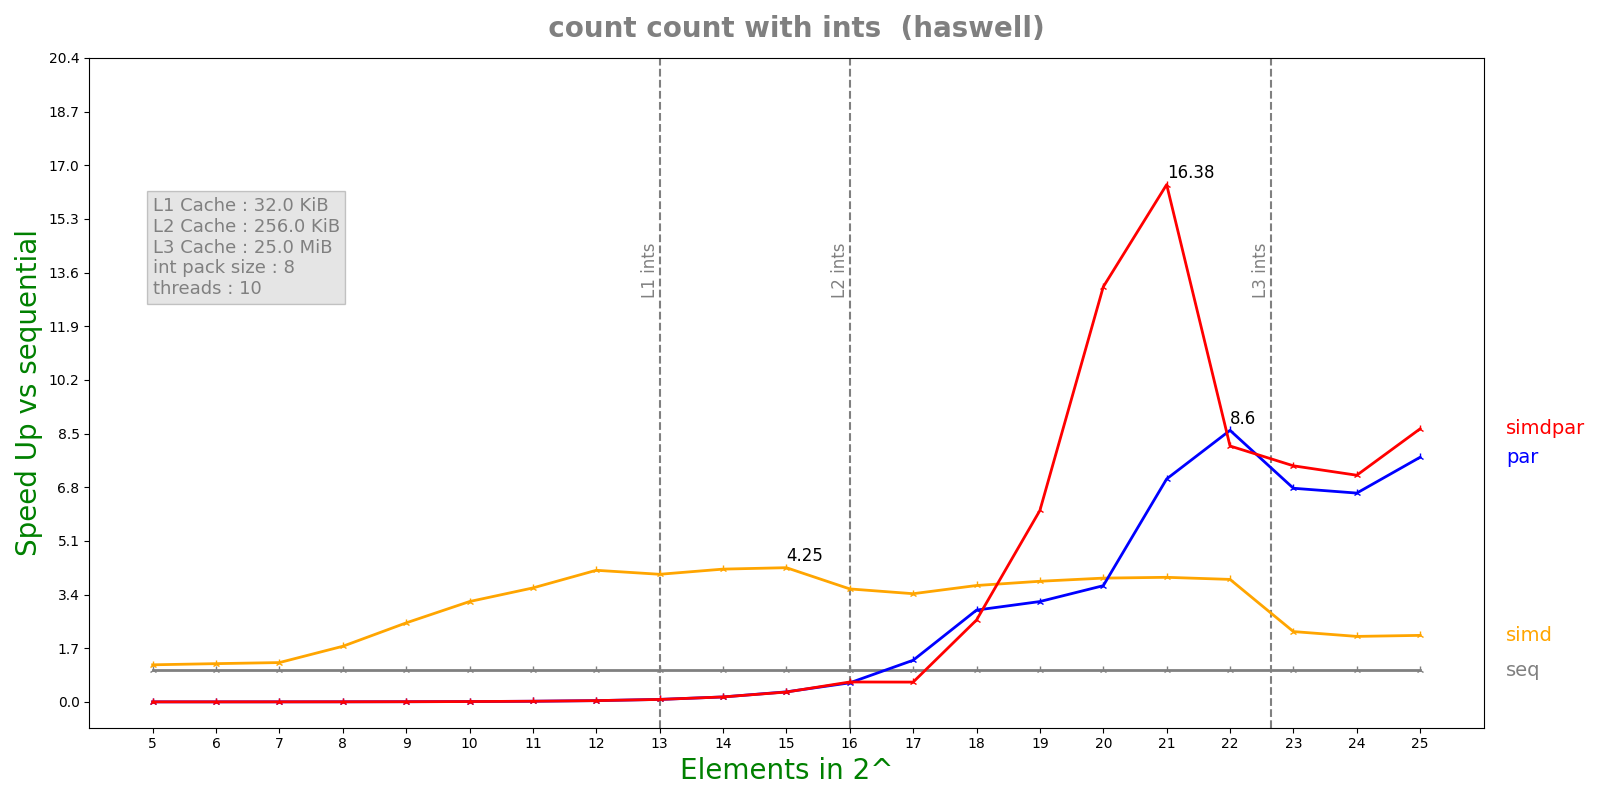 count count with ints  (haswell)
Speed Up vs sequential
20.4
18.7
17.0
15.3
13.6
11.9
10.2
8.5
6.8
5.1
3.4
1.7
0.0
L1 Cache : 32.0 KiB
L2 Cache : 256.0 KiB
L3 Cache : 25.0 MiB
int pack size : 8
threads : 10
L1 ints
L2 ints
L3 ints
16.38
8.6
4.25
simdpar
par
simd
seq
5 6 7 8 9 10 11 12 13 14 15 16 17 18 19 20 21 22 23 24 25
Elements in 2^